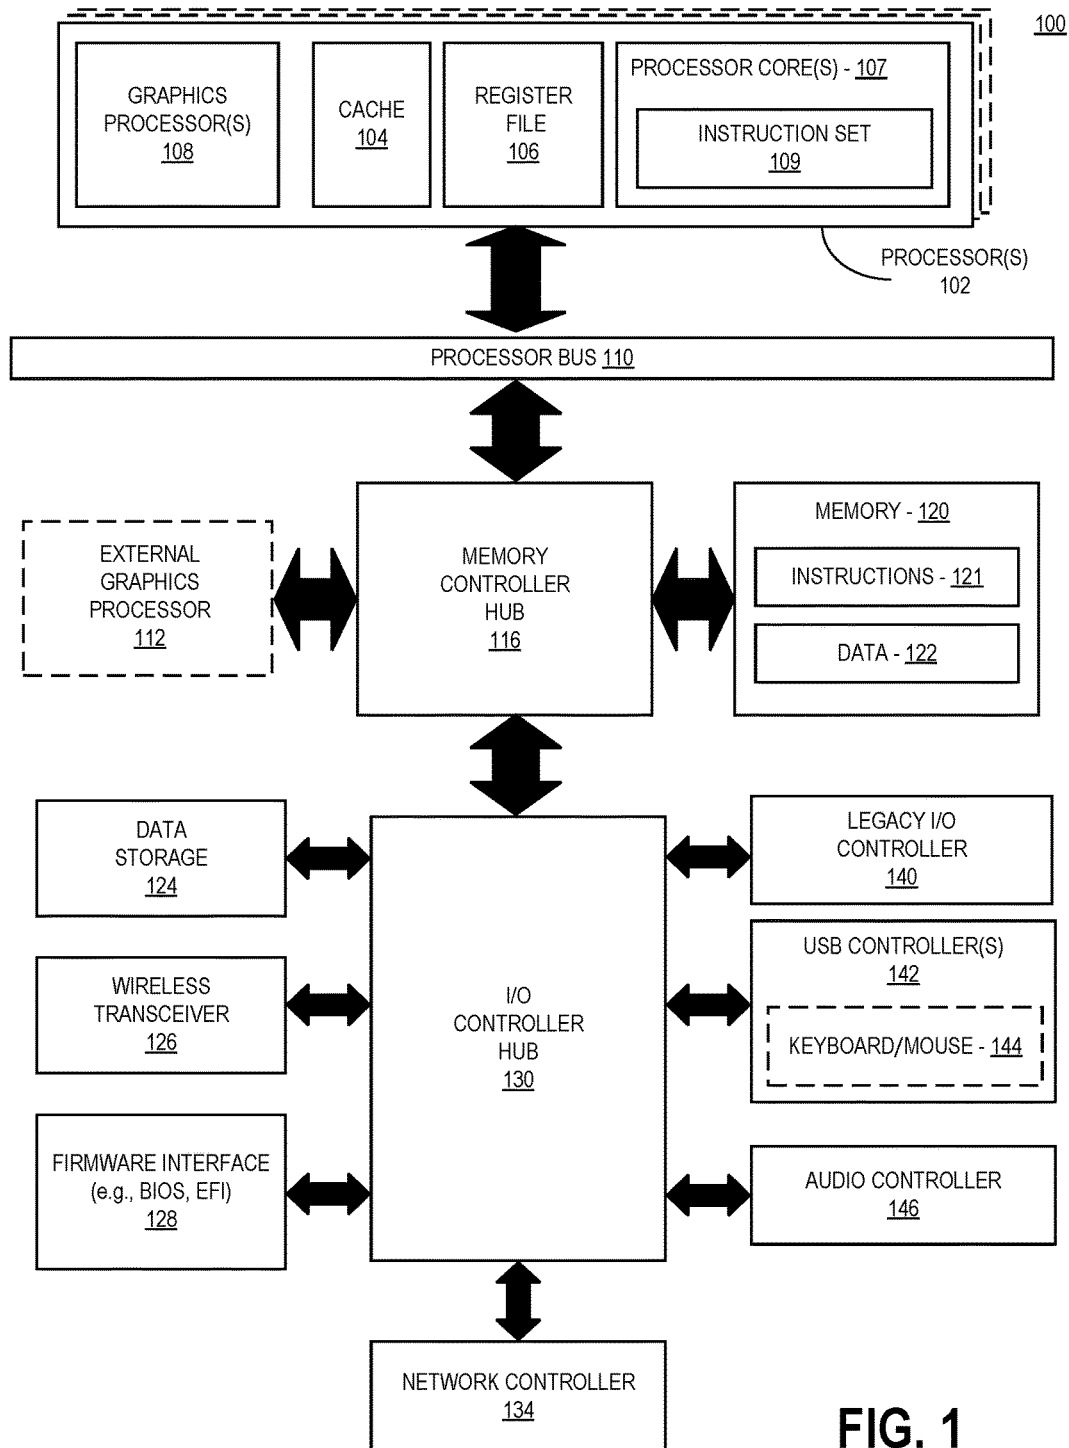 100
GRAPHICS
PROCESSOR(S)
108
CACHE
104
REGISTER
FILE
106
PROCESSOR CORE(S) - 107
INSTRUCTION SET
109
PROCESSOR(S)
102
PROCESSOR BUS 110
EXTERNAL
GRAPHICS
PROCESSOR
112
MEMORY
CONTROLLER
HUB
116
MEMORY - 120
INSTRUCTIONS - 121
DATA - 122
DATA
STORAGE
124
WIRELESS
TRANSCEIVER
126
FIRMWARE INTERFACE
(e.g., BIOS, EFI)
128
I/O
CONTROLLER
HUB
130
LEGACY I/O
CONTROLLER
140
USB CONTROLLER(S)
142
KEYBOARD/MOUSE - 144
AUDIO CONTROLLER
146
NETWORK CONTROLLER
134
FIG. 1